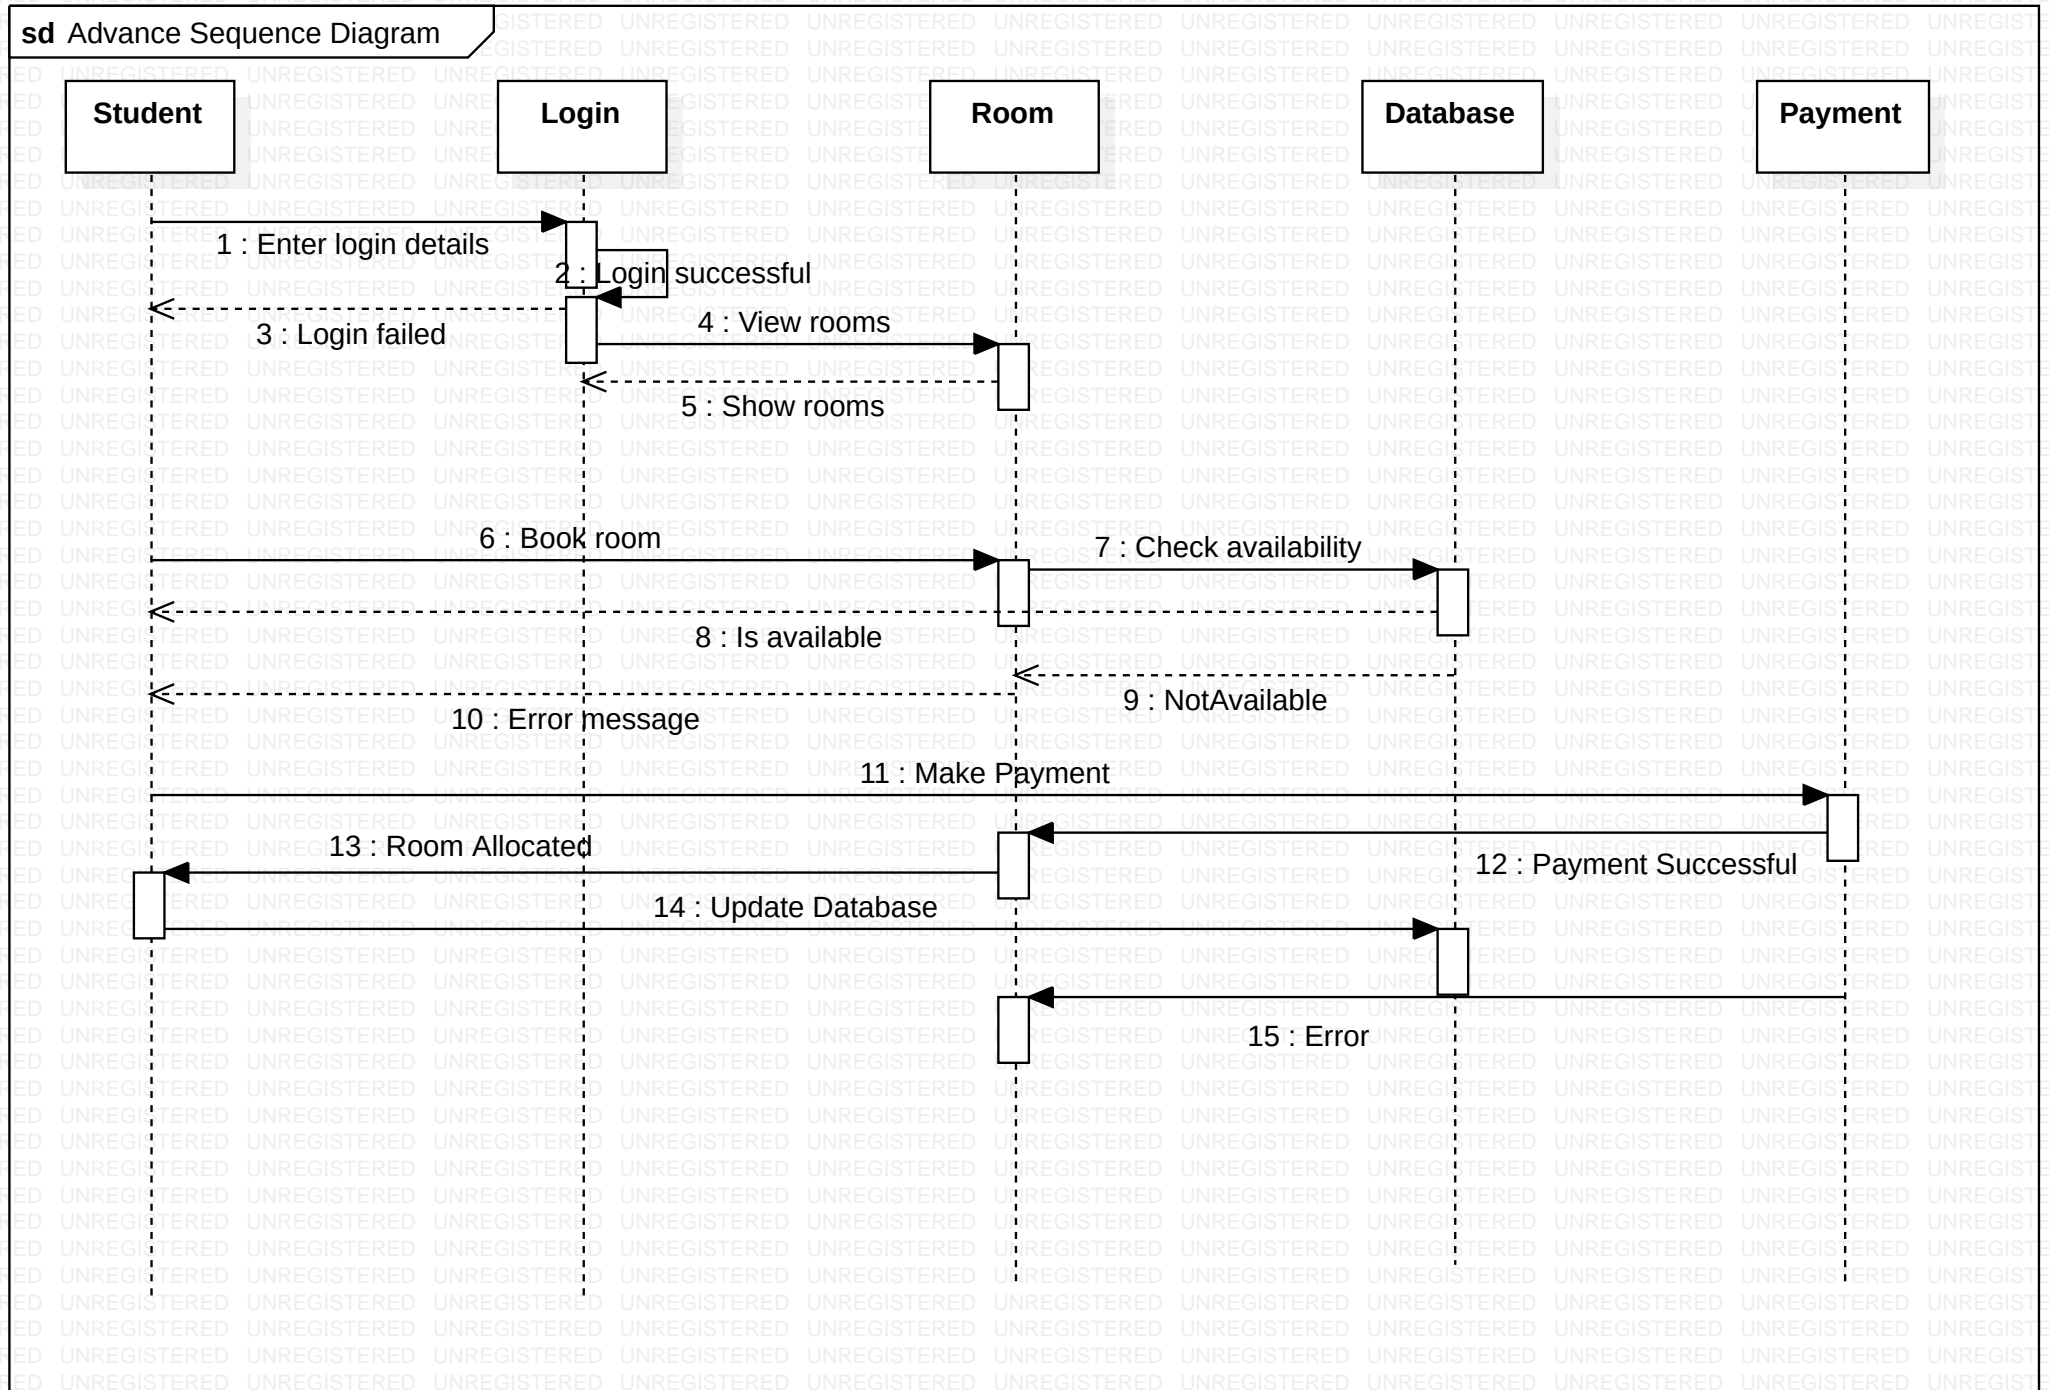 sd Advance Sequence Diagram
Student
Login
Room
Database
Payment
1 : Enter login details
2 : Login successful
3 : Login failed
4 : View rooms
5 : Show rooms
6 : Book room
7 : Check availability
8 : Is available
9 : NotAvailable
10 : Error message
11 : Make Payment
12 : Payment Successful
13 : Room Allocated
14 : Update Database
15 : Error
UNREGISTERED